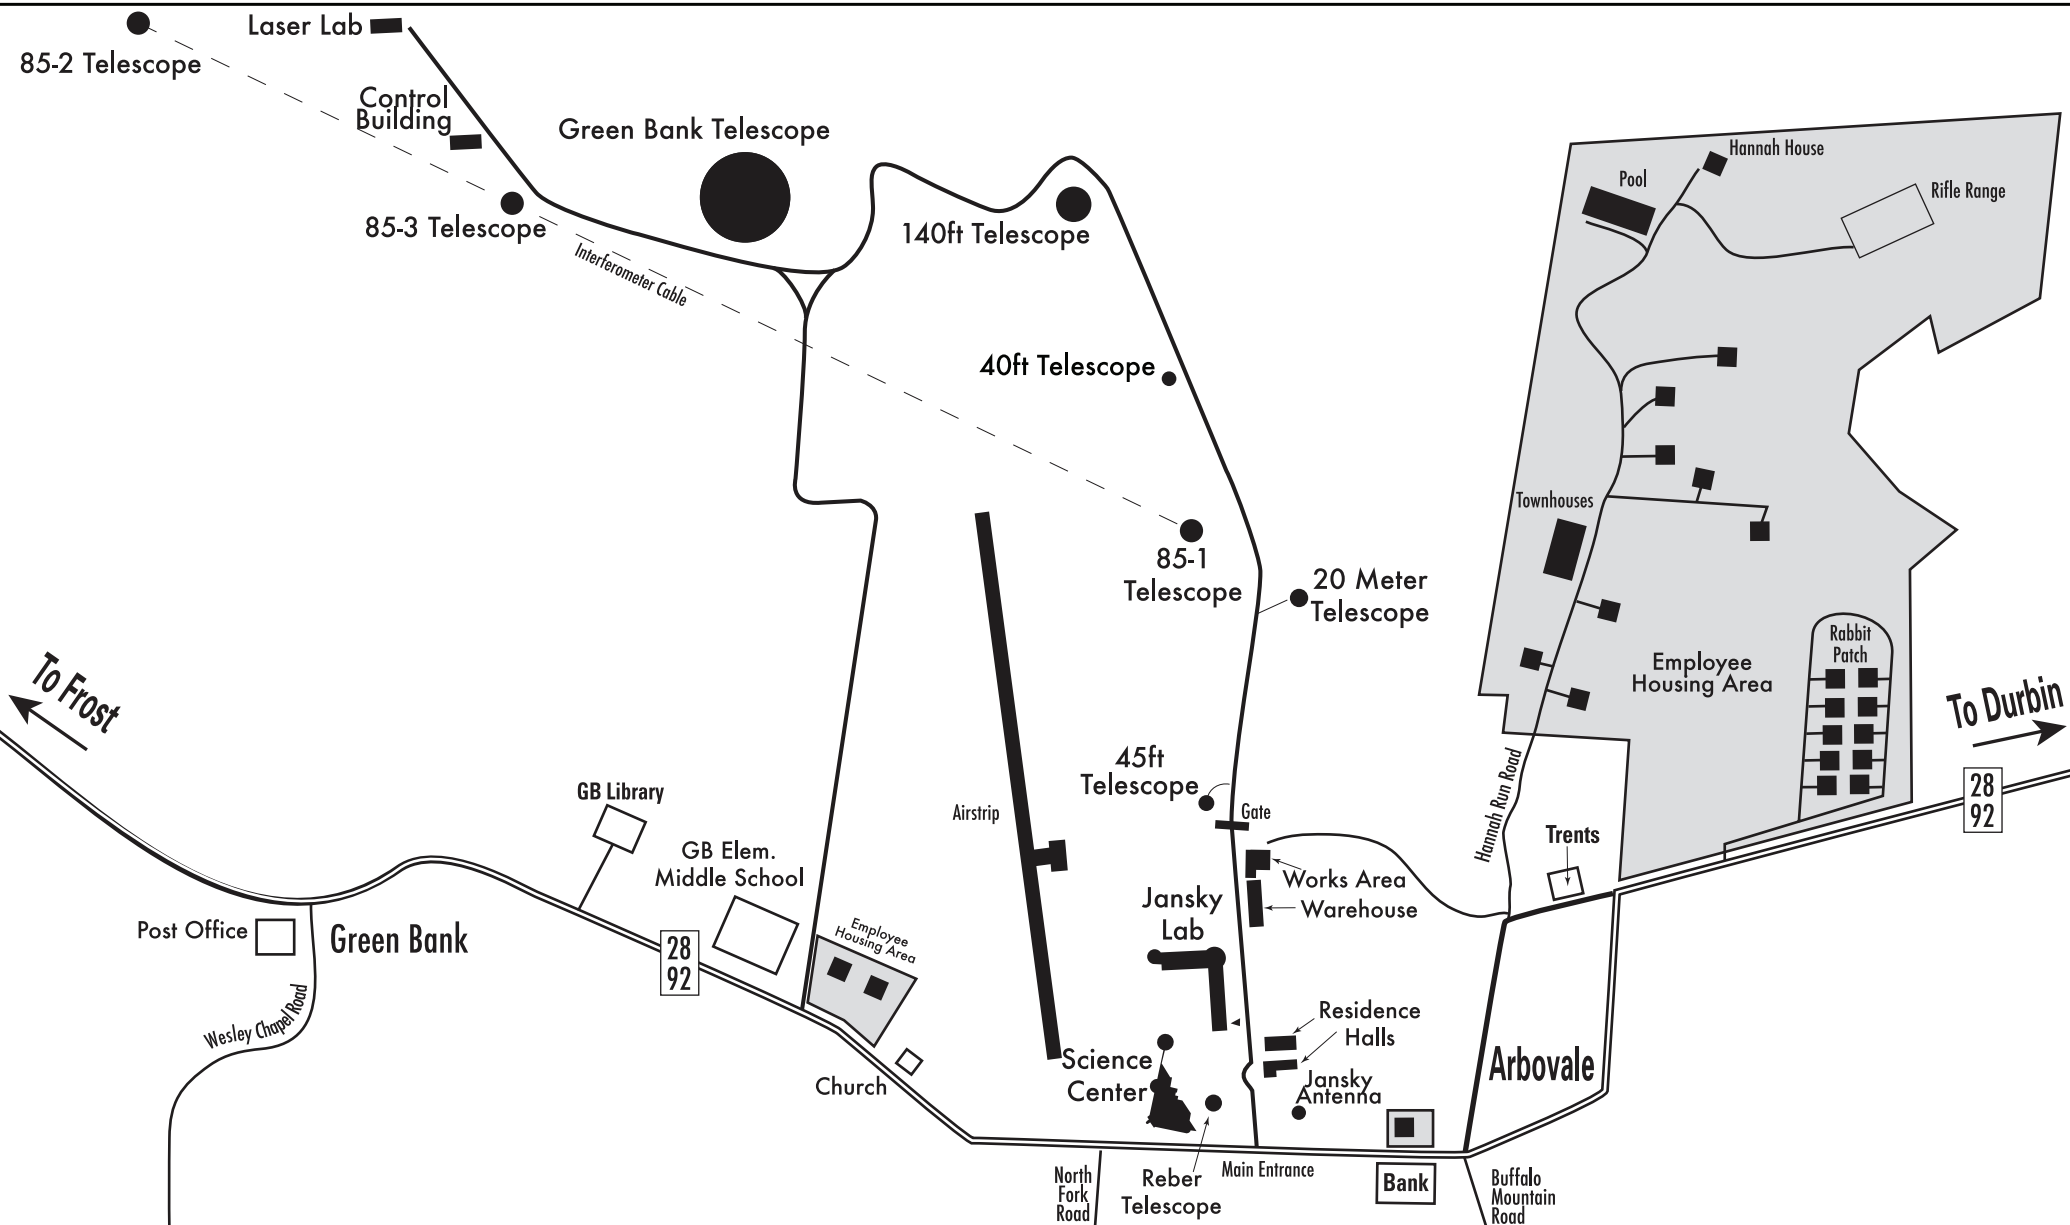 Laser Lab
85-2 Telescope
Control
Building
Green Bank Telescope
85-3 Telescope
Interferometer Cable
140ft Telescope
40ft Telescope
85-1
Telescope
20 Meter
Telescope
Hannah House
Pool
Rifle Range
Townhouses
Employee
Housing Area
Rabbit
Patch
To Durbin
28
92
To Frost
GB Library
GB Elem.
Middle School
Post Office
Green Bank
Wesley Chapel Road
28
92
Employee
Housing Area
Church
Airstrip
45ft
Telescope
Gate
Works Area
Warehouse
Jansky
Lab
Hannah Run Road
Trents
Residence
Halls
Science
Center
Jansky
Antenna
Arbovale
North
Fork
Road
Reber
Telescope
Main Entrance
Bank
Buffalo
Mountain
Road